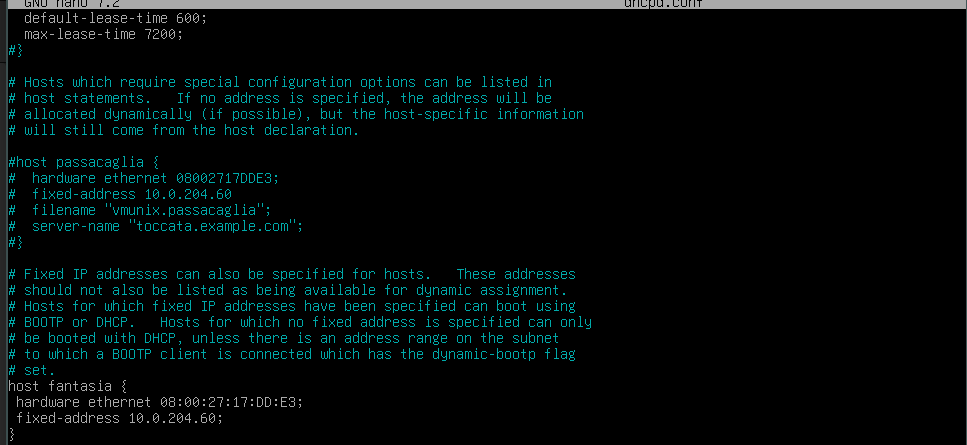 GNU nano 7.2 dhcpd.conf
default-lease-time 600;
max-lease-time 7200;
#}
# Hosts which require special configuration options can be listed in
# host statements.   If no address is specified, the address will be
# allocated dynamically (if possible), but the host-specific information
# will still come from the host declaration.
#host passacaglia {
#  hardware ethernet 08002717DDE3;
#  fixed-address 10.0.204.60
#  filename "vmunix.passacaglia";
#  server-name "toccata.example.com";
#}
# Fixed IP addresses can also be specified for hosts.   These addresses
# should not also be listed as being available for dynamic assignment.
# Hosts for which fixed IP addresses have been specified can boot using
# BOOTP or DHCP.   Hosts for which no fixed address is specified can only
# be booted with DHCP, unless there is an address range on the subnet
# to which a BOOTP client is connected which has the dynamic-bootp flag
# set.
host fantasia {
hardware ethernet 08:00:27:17:DD:E3;
fixed-address 10.0.204.60;
}